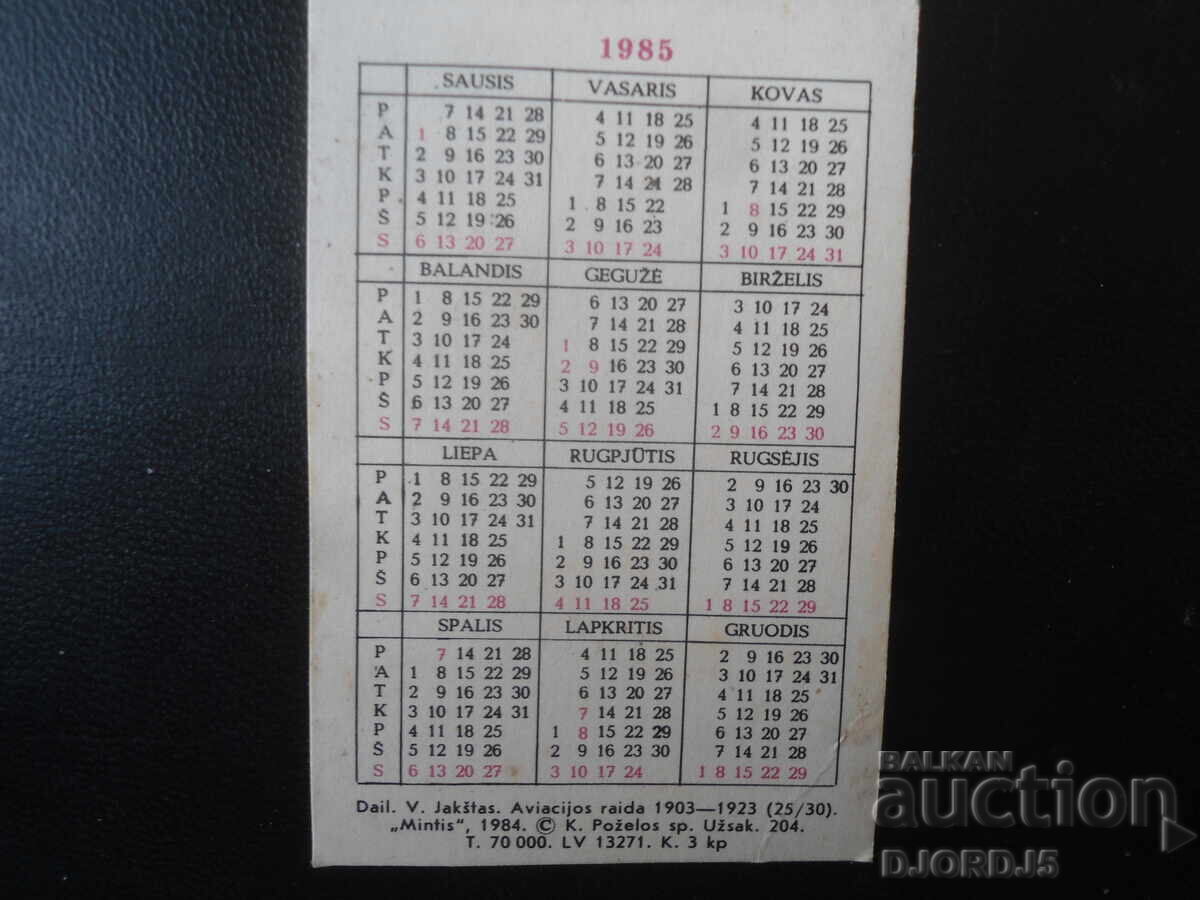 1985
SAUSIS VASARIS KOVAS
P 7 14 21 28 4 11 18 25 4 11 18 25
A 1 8 15 22 29 5 12 19 26 5 12 19 26
T 2 9 16 23 30 6 13 20 27 6 13 20 27
K 3 10 17 24 31 7 14 21 28 7 14 21 28
P 4 11 18 25 1 8 15 22 1 8 15 22 29
Š 5 12 19 26 2 9 16 23 2 9 16 23 30
S 6 13 20 27 3 10 17 24 3 10 17 24 31
BALANDIS GEGUŽĖ BIRŽELIS
P 1 8 15 22 29 6 13 20 27 3 10 17 24
A 2 9 16 23 30 7 14 21 28 4 11 18 25
T 3 10 17 24 1 8 15 22 29 5 12 19 26
K 4 11 18 25 2 9 16 23 30 6 13 20 27
P 5 12 19 26 3 10 17 24 31 7 14 21 28
Š 6 13 20 27 4 11 18 25 1 8 15 22 29
S 7 14 21 28 5 12 19 26 2 9 16 23 30
LIEPA RUGPJŪTIS RUGSĖJIS
P 1 8 15 22 29 5 12 19 26 2 9 16 23 30
A 2 9 16 23 30 6 13 20 27 3 10 17 24
T 3 10 17 24 31 7 14 21 28 4 11 18 25
K 4 11 18 25 1 8 15 22 29 5 12 19 26
P 5 12 19 26 2 9 16 23 30 6 13 20 27
Š 6 13 20 27 3 10 17 24 31 7 14 21 28
S 7 14 21 28 4 11 18 25 1 8 15 22 29
SPALIS LAPKRITIS GRUODIS
P 7 14 21 28 4 11 18 25 2 9 16 23 30
A 1 8 15 22 29 5 12 19 26 3 10 17 24 31
T 2 9 16 23 30 6 13 20 27 4 11 18 25
K 3 10 17 24 31 7 14 21 28 5 12 19 26
P 4 11 18 25 1 8 15 22 29 6 13 20 27
Š 5 12 19 26 2 9 16 23 30 7 14 21 28
S 6 13 20 27 3 10 17 24 1 8 15 22 29
Dail. V. Jakštas. Aviacijos raida 1903—1923 (25/30).
„Mintis“, 1984. © K. Poželos sp. Užsak. 204.
T. 70 000. LV 13271. K. 3 kp
BALKAN
auction
DJORDJ5